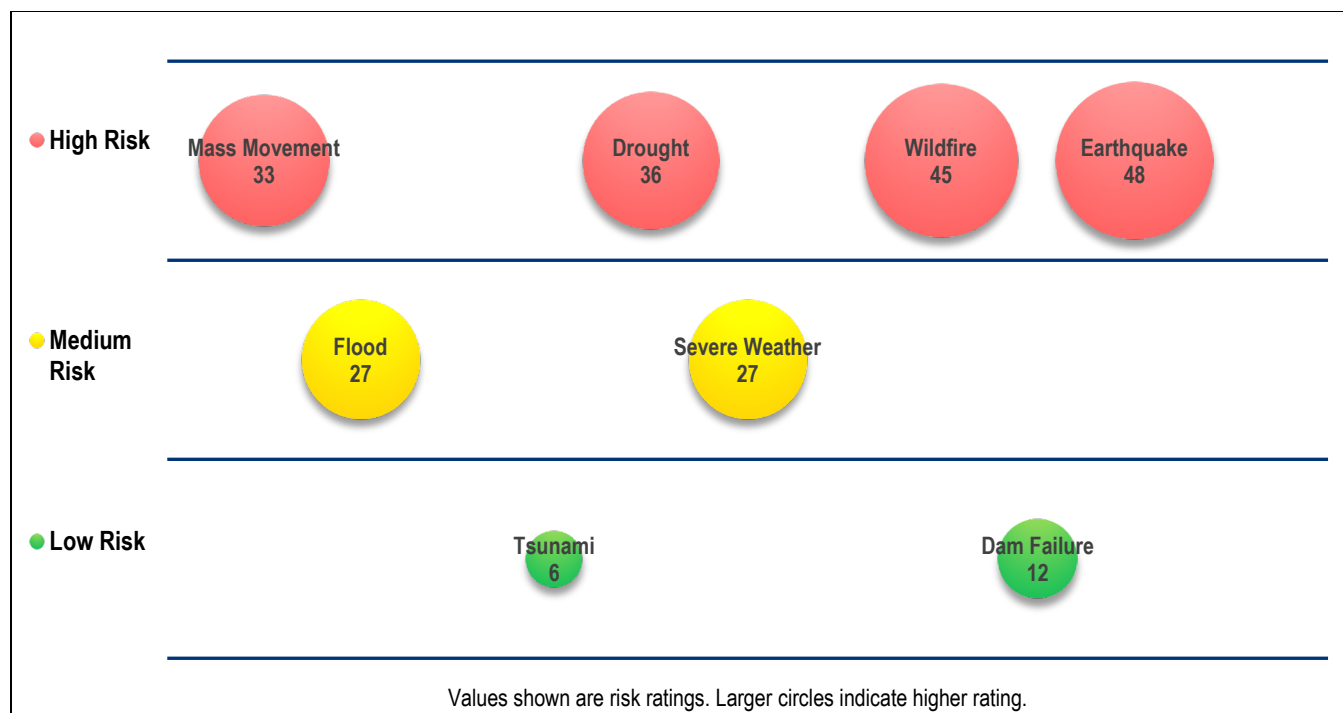 High Risk
Mass Movement
33
Drought
36
Wildfire
45
Earthquake
48
Medium
Risk
Flood
27
Severe Weather
27
Low Risk
Tsunami
6
Dam Failure
12
Values shown are risk ratings. Larger circles indicate higher rating.